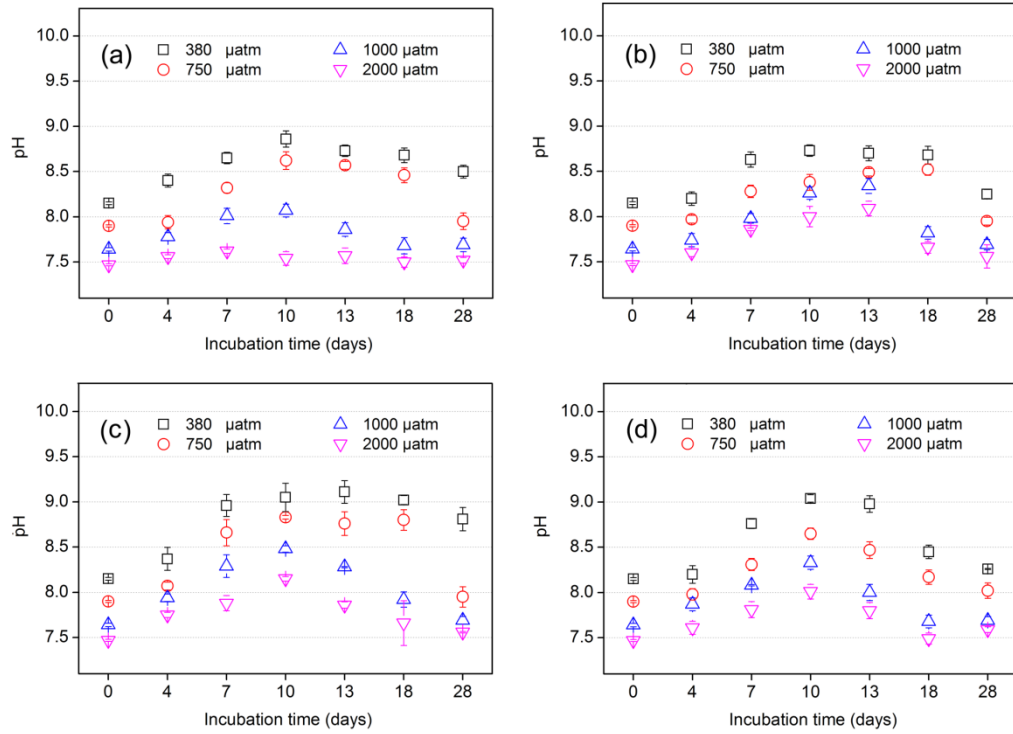 (a)
380 µatm 1000 µatm
750 µatm 2000 µatm
10.0
9.5
9.0
8.5
8.0
7.5
pH
0 4 7 10 13 18 28
Incubation time (days)
(b)
380 µatm 1000 µatm
750 µatm 2000 µatm
10.0
9.5
9.0
8.5
8.0
7.5
pH
0 4 7 10 13 18 28
Incubation time (days)
(c)
380 µatm 1000 µatm
750 µatm 2000 µatm
10.0
9.5
9.0
8.5
8.0
7.5
pH
0 4 7 10 13 18 28
Incubation time (days)
(d)
380 µatm 1000 µatm
750 µatm 2000 µatm
10.0
9.5
9.0
8.5
8.0
7.5
pH
0 4 7 10 13 18 28
Incubation time (days)